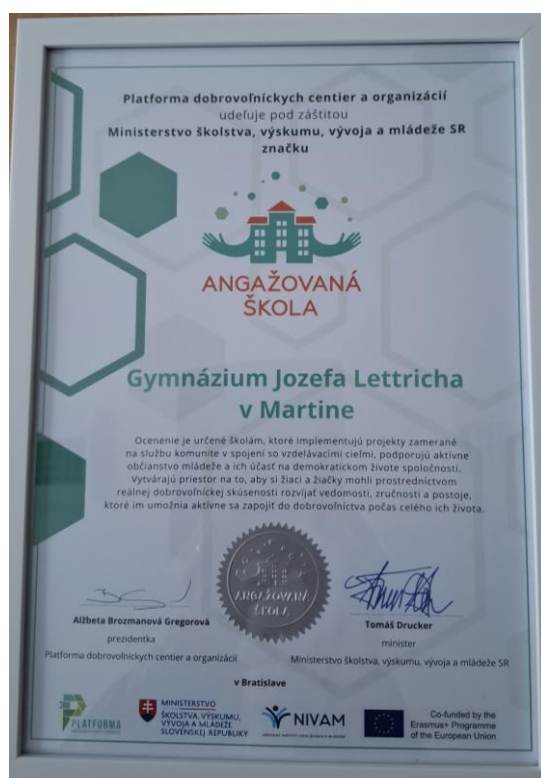 Platforma dobrovoľníckych centier a organizácií
udeľuje pod záštitou
Ministerstvo školstva, výskumu, vývoja a mládeže SR
značku
ANGAŽOVANÁ
ŠKOLA
Gymnázium Jozefa Lettricha
v Martine
Ocenenie je určené školám, ktoré implementujú projekty zamerané
na službu komunite v spojení so vzdelávacími cieľmi, podporujú aktívne
občianstvo mládeže a ich účasť na demokratickom živote spoločnosti.
Vytvárajú priestor na to, aby si žiaci a žiačky mohli prostredníctvom
reálnej dobrovoľníckej skúsenosti rozvíjať vedomosti, zručnosti a postoje,
ktoré im umožnia aktívne sa zapojiť do dobrovoľníctva počas celého ich života.
ANGAŽOVANÁ
ŠKOLA
Alžbeta Brozmanová Gregorová
prezidentka
Platforma dobrovoľníckych centier a organizácií
Tomáš Drucker
minister
Ministerstvo školstva, výskumu, vývoja a mládeže SR
v Bratislave
PLATFORMA
MINISTERSTVO
ŠKOLSTVA, VÝSKUMU,
VÝVOJA A MLÁDEŽE
SLOVENSKEJ REPUBLIKY
NIVAM
Co-funded by the
Erasmus+ Programme
of the European Union